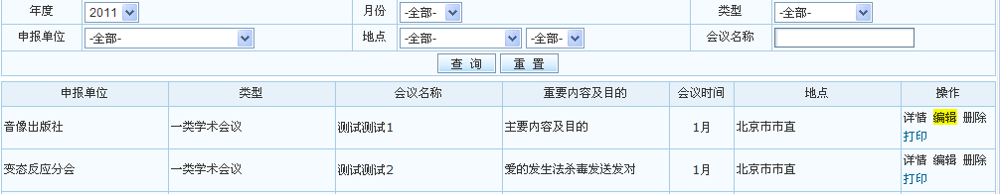 年度 2011 月份 -全部- 类型 -全部-
申报单位 -全部- 地点 -全部- -全部- 会议名称
查 询 重 置
申报单位 类型 会议名称 重要内容及目的 会议时间 地点 操作
音像出版社 一类学术会议 测试测试1 主要内容及目的 1月 北京市市直 详情 编辑 删除
打印
变态反应分会 一类学术会议 测试测试2 爱的发生法杀毒发送发对 1月 北京市市直 详情 编辑 删除
打印